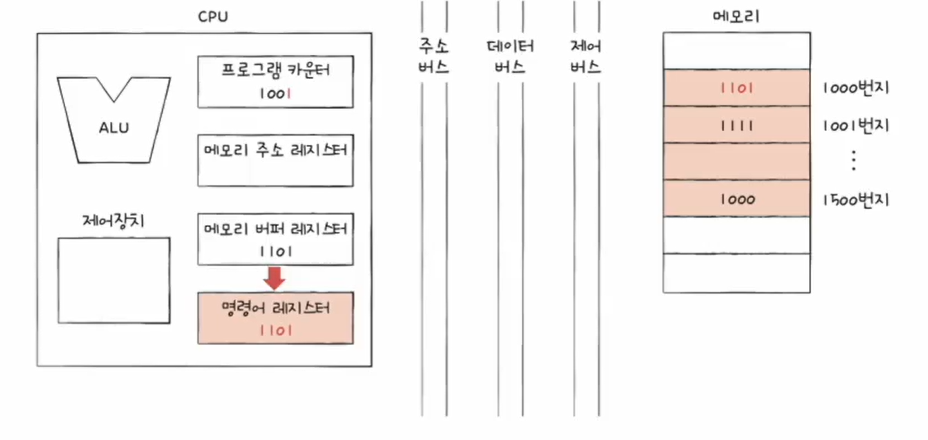 CPU
프로그램 카운터
1001
ALU
메모리 주소 레지스터
제어장치
메모리 버퍼 레지스터
1101
명령어 레지스터
1101
주소
버스
데이터
버스
제어
버스
메모리
1101
1000번지
1111
1001번지
⋮
1000
1500번지